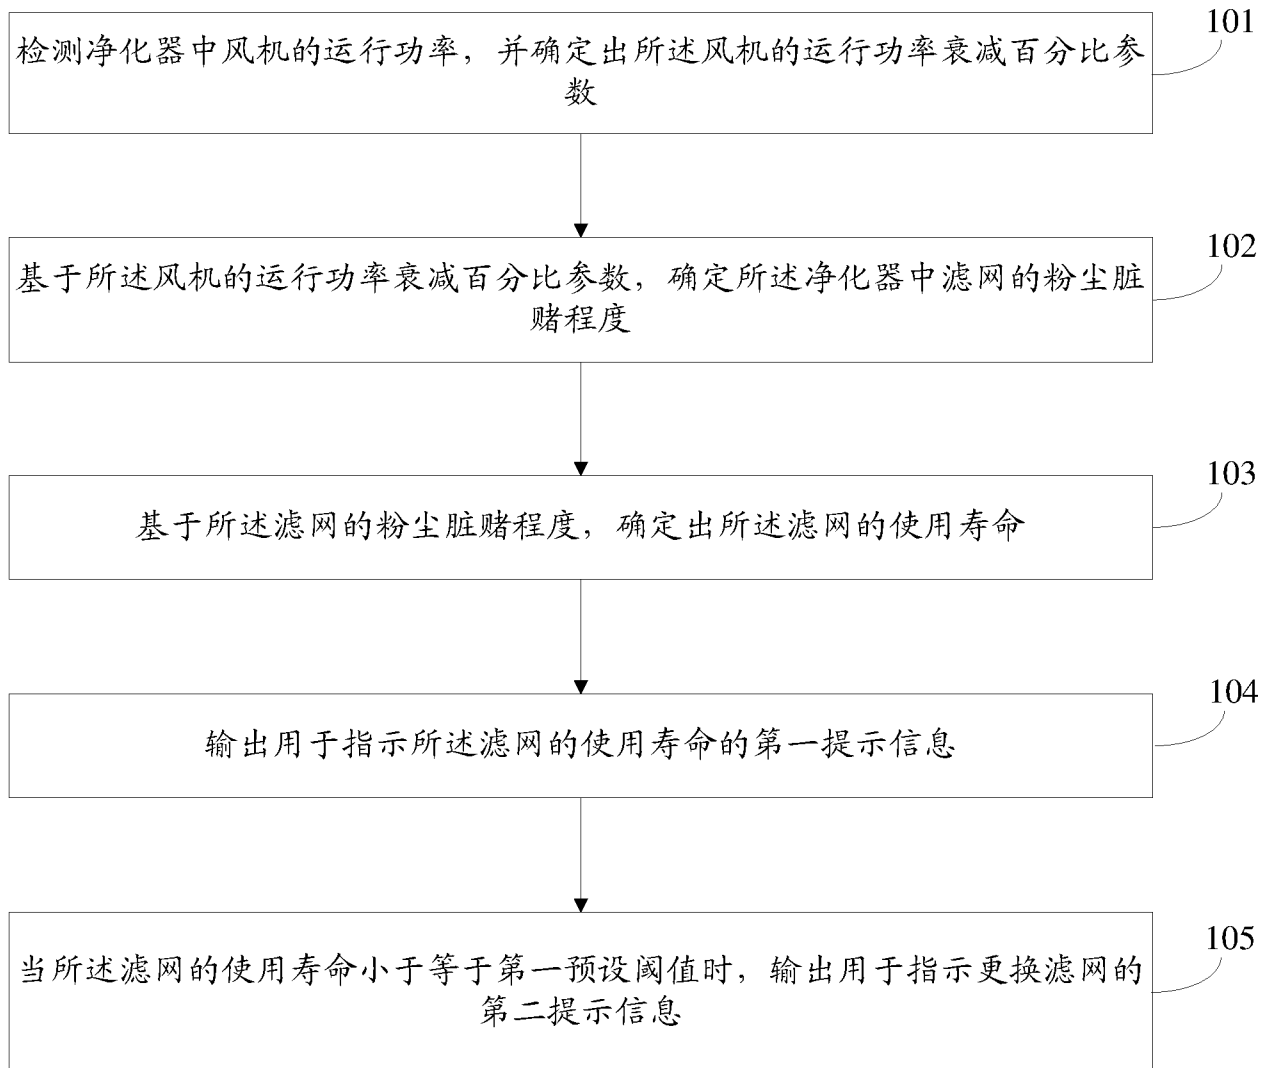 101
检测净化器中风机的运行功率，并确定出所述风机的运行功率衰减百分比参
数
102
基于所述风机的运行功率衰减百分比参数，确定所述净化器中滤网的粉尘脏
赌程度
103
基于所述滤网的粉尘脏赌程度，确定出所述滤网的使用寿命
104
输出用于指示所述滤网的使用寿命的第一提示信息
105
当所述滤网的使用寿命小于等于第一预设阈值时，输出用于指示更换滤网的
第二提示信息